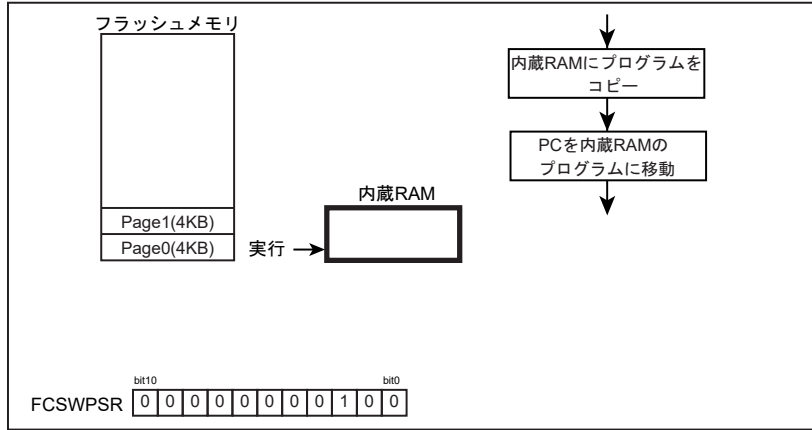 フラッシュメモリ
Page1(4KB)
Page0(4KB)
実行
内蔵RAM
内蔵RAMにプログラムを
コピー
PCを内蔵RAMの
プログラムに移動
bit10
bit0
FCSWPSR 0 0 0 0 0 0 0 0 1 0 0